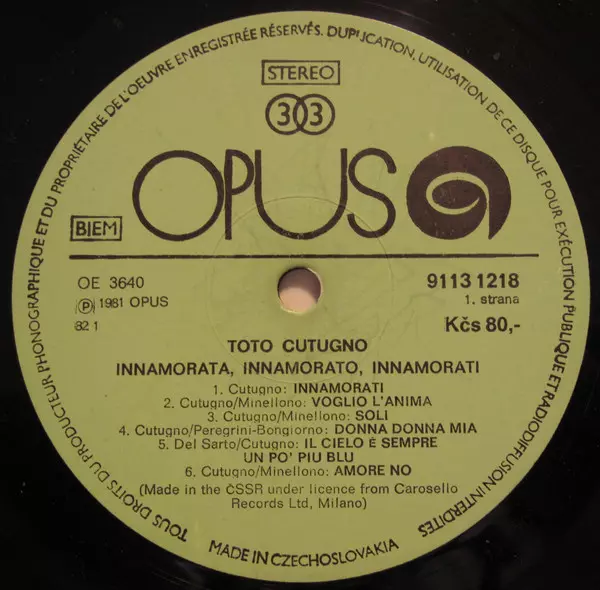 TOUS DROITS DU PRODUCTEUR PHONOGRAPHIQUE ET DU PROPRIÉTAIRE DE L'OEUVRE ENREGISTRÉE RÉSERVÉS. DUPLICATION, UTILISATION DE CE DISQUE POUR EXÉCUTION PUBLIQUE ET RADIODIFFUSION INTERDITES
STEREO
33
OPUS
BIEM
OE 3640
Ⓟ 1981 OPUS
82 1
9113 1218
1. strana
Kčs 80,-
TOTO CUTUGNO
INNAMORATA, INNAMORATO, INNAMORATI
1. Cutugno: INNAMORATI
2. Cutugno/Minellono: VOGLIO L'ANIMA
3. Cutugno/Minellono: SOLI
4. Cutugno/Peregrini-Bongiorno: DONNA DONNA MIA
5. Del Sarto/Cutugno: IL CIELO È SEMPRE
UN PO' PIU BLU
6. Cutugno/Minellono: AMORE NO
(Made in the ČSSR under licence from Carosello
Records Ltd, Milano)
MADE IN CZECHOSLOVAKIA